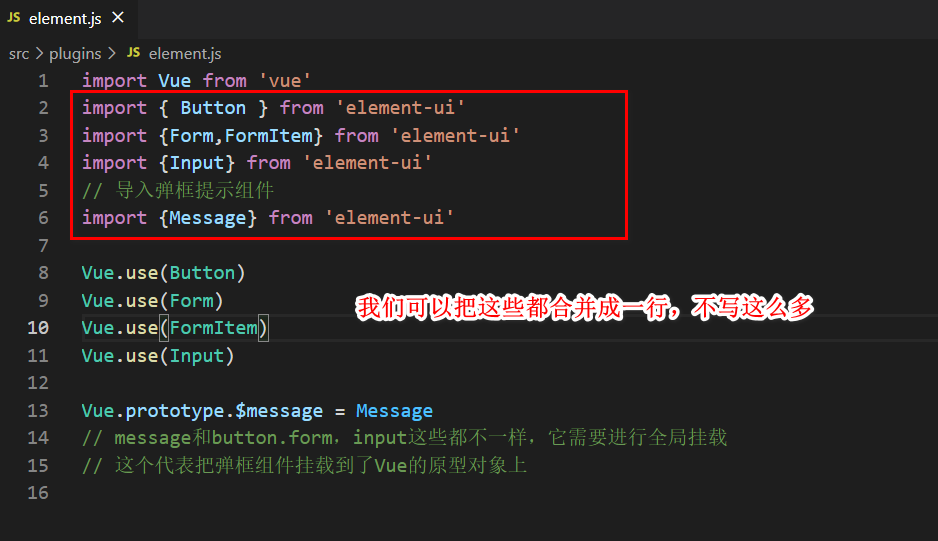 JS element.js ×
src > plugins > JS element.js
1 import Vue from 'vue'
2 import { Button } from 'element-ui'
3 import {Form,FormItem} from 'element-ui'
4 import {Input} from 'element-ui'
5 // 导入弹框提示组件
6 import {Message} from 'element-ui'
7
8 Vue.use(Button)
9 Vue.use(Form)
我们可以把这些都合并成一行，不写这么多
10 Vue.use(FormItem)
11 Vue.use(Input)
12
13 Vue.prototype.$message = Message
14 // message和button.form，input这些都不一样，它需要进行全局挂载
15 // 这个代表把弹框组件挂载到了Vue的原型对象上
16